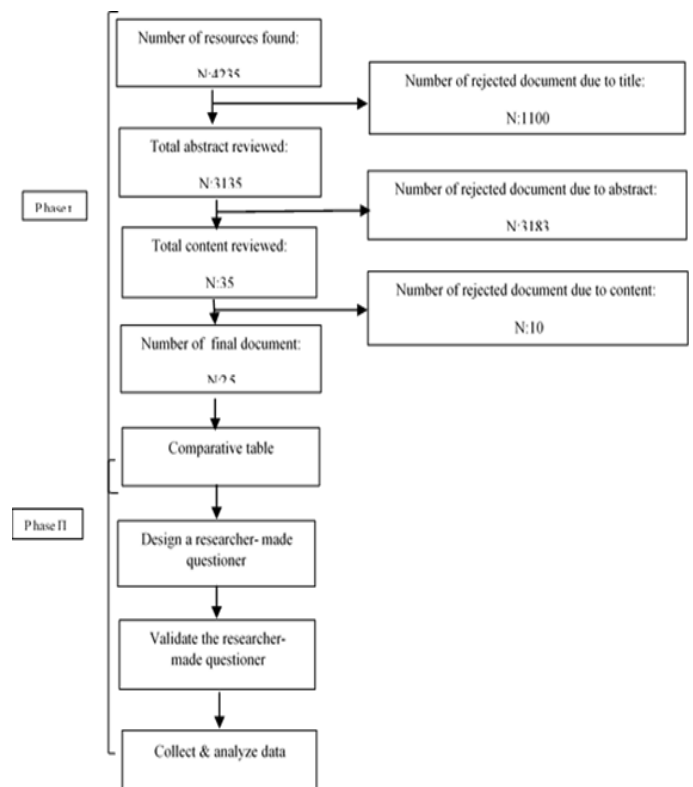 Number of resources found:
N:4235
Number of rejected document due to title:
N:1100
Total abstract reviewed:
N:3135
Number of rejected document due to abstract:
N:3183
Phase I
Total content reviewed:
N:35
Number of rejected document due to content:
N:10
Number of final document:
N:25
Comparative table
Phase II
Design a researcher- made
questioner
Validate the researcher-
made questioner
Collect & analyze data